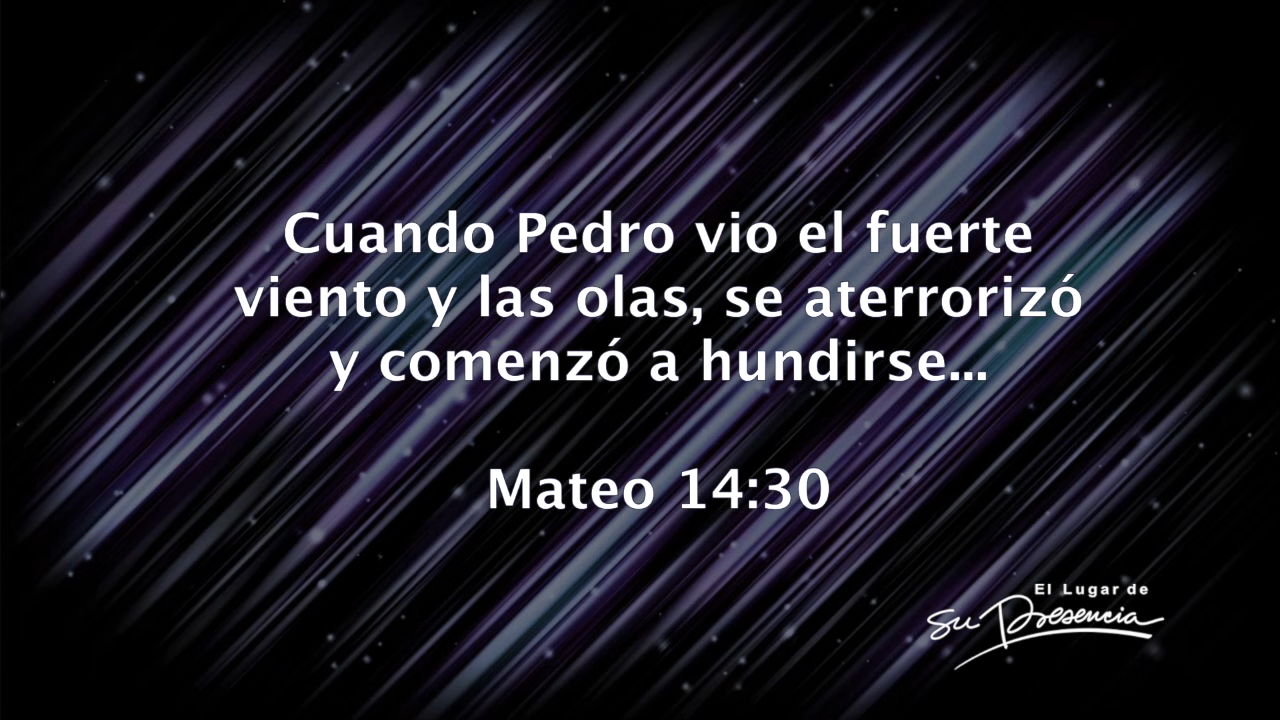 Cuando Pedro vio el fuerte
viento y las olas, se aterrorizó
y comenzó a hundirse...
Mateo 14:30
El Lugar de
Su Presencia